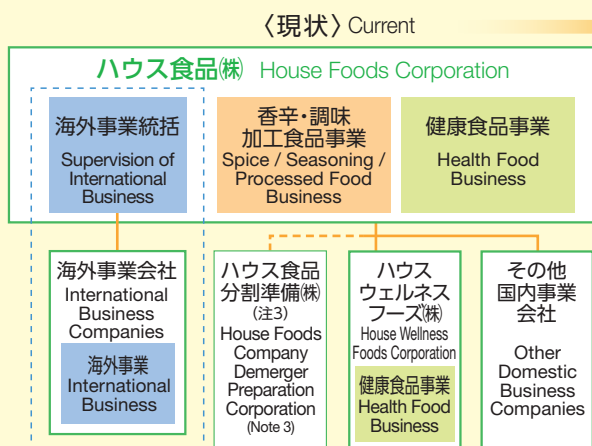 〈現状〉Current
ハウス食品㈱ House Foods Corporation
海外事業統括
Supervision of
International
Business
香辛・調味
加工食品事業
Spice / Seasoning /
Processed Food
Business
健康食品事業
Health Food
Business
海外事業会社
International
Business
Companies
海外事業
International
Business
ハウス食品
分割準備㈱
(注3)
House Foods
Company
Demerger
Preparation
Corporation
(Note 3)
ハウス
ウェルネス
フーズ㈱
House Wellness
Foods Corporation
健康食品事業
Health Food
Business
その他
国内事業
会社
Other
Domestic
Business
Companies